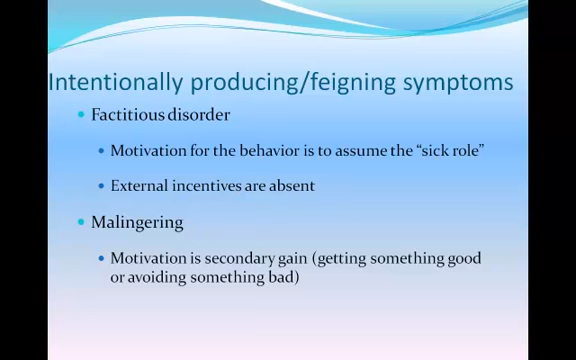 Intentionally producing/feigning symptoms
• Factitious disorder
• Motivation for the behavior is to assume the “sick role”
• External incentives are absent
• Malingering
• Motivation is secondary gain (getting something good
or avoiding something bad)